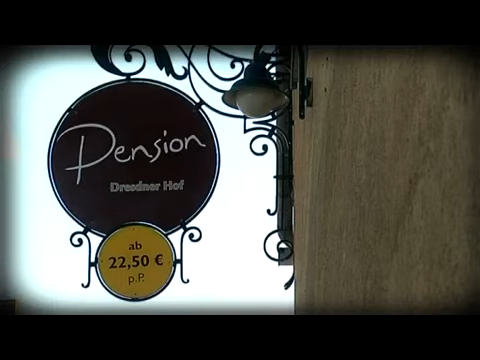 Pension
Dresdner Hof
ab
22,50 €
p.P.